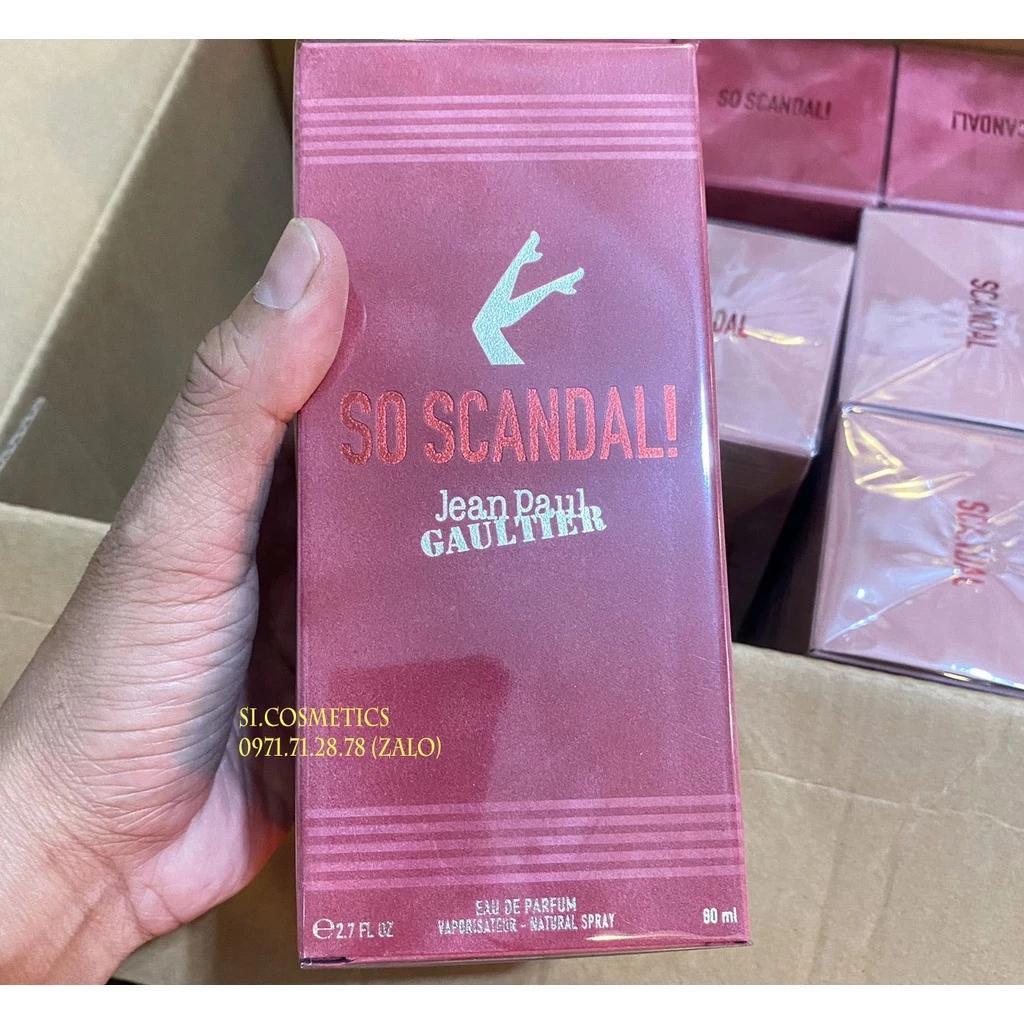 SO SCANDAL!
Jean Paul
GAULTIER
SI.COSMETICS
0971.71.28.78 (ZALO)
EAU DE PARFUM
VAPORISATEUR - NATURAL SPRAY
℮ 2.7 FL OZ
80 ml
SO SCANDAL!
SCANDAL
SCANDAL